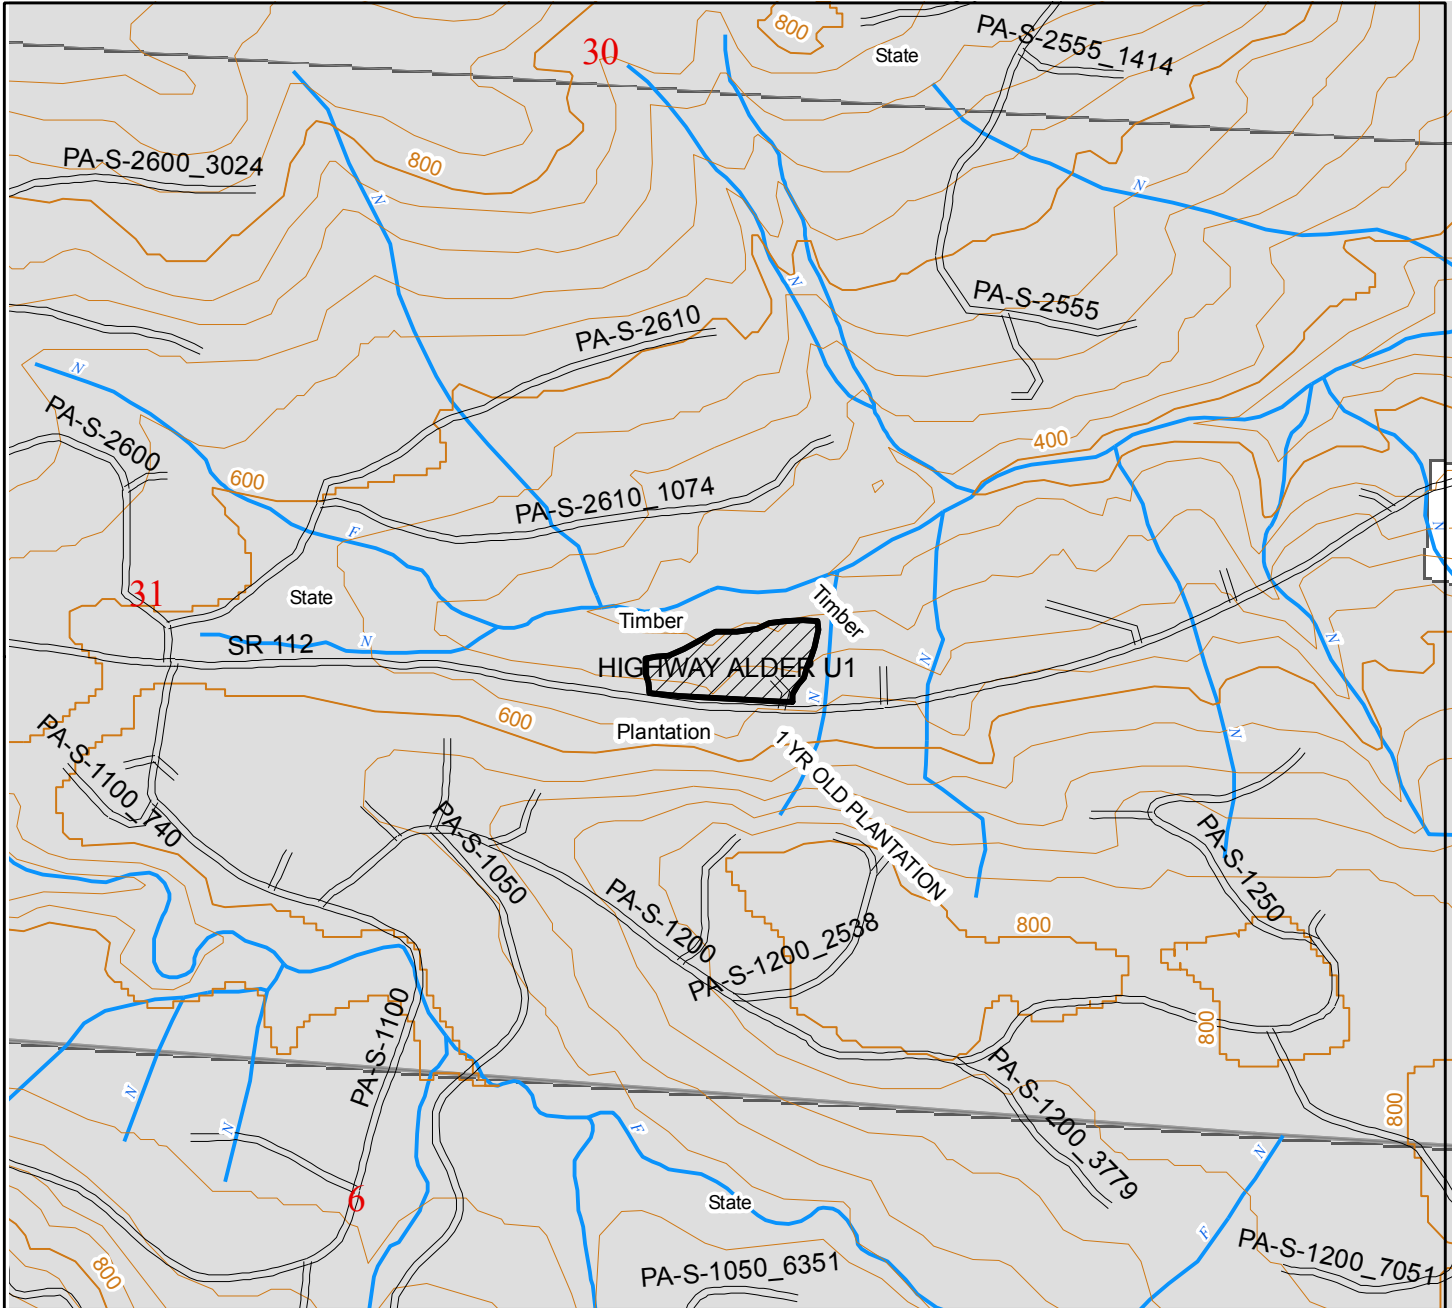 800
30
State
PA-S-2555_1414
PA-S-2600_3024
800
N
N
N
PA-S-2555
PA-S-2610
N
PA-S-2600
400
600
PA-S-2610_1074
N
F
31
State
Timber
Timber
SR 112
N
HIGHWAY ALDER U1
N
N
N
600
Plantation
1 YR OLD PLANTATION
N
PA-S-1100_740
PA-S-1050
PA-S-1250
PA-S-1200
PA-S-1200_2538
800
PA-S-1100
800
PA-S-1200_3779
N
N
F
800
N
6
State
F
800
PA-S-1050_6351
PA-S-1200_7051